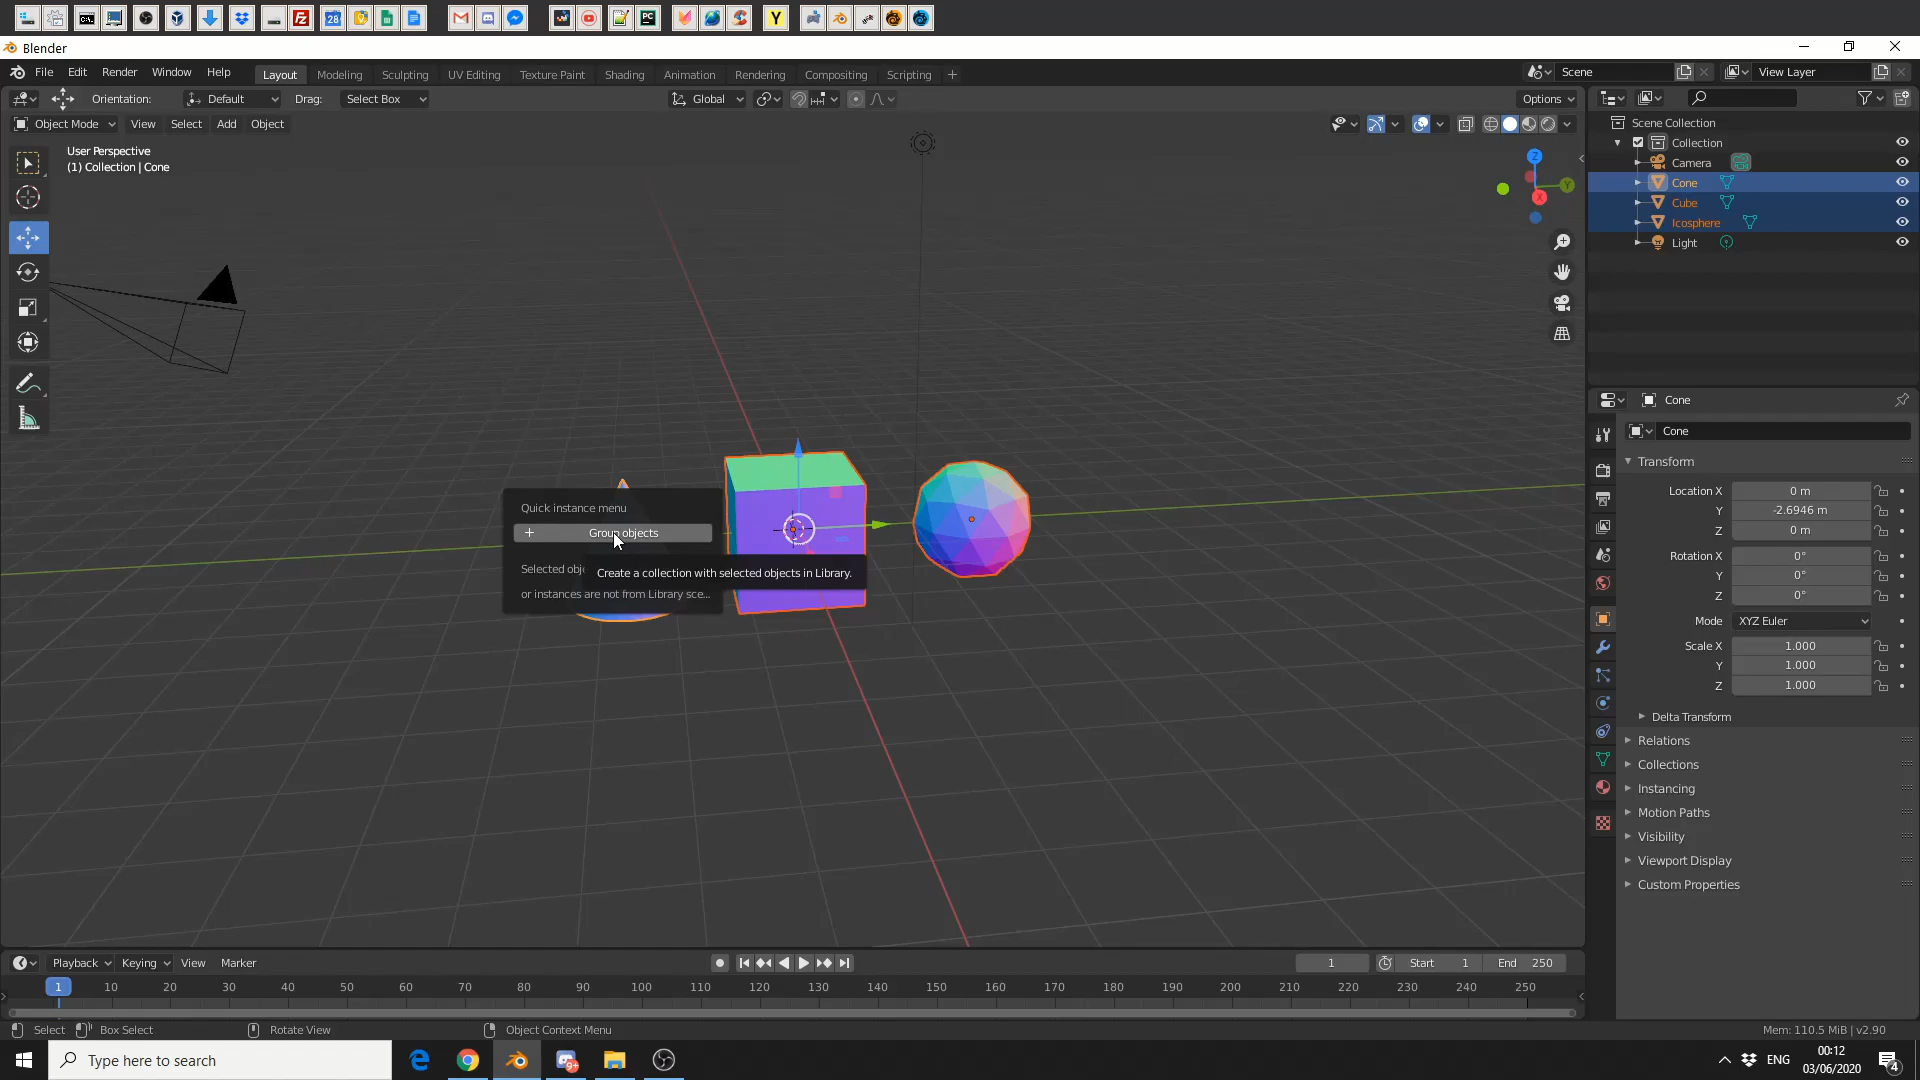 28
Y
Blender
File Edit Render Window Help
Layout Modeling Sculpting UV Editing Texture Paint Shading Animation Rendering Compositing Scripting +
Scene
View Layer
Orientation: Default Drag: Select Box
Global
Options
Object Mode View Select Add Object
User Perspective
(1) Collection | Cone
Z
Y
X
Scene Collection
Collection
Camera
Cone
Cube
Icosphere
Light
Quick instance menu
Group objects
Selected obj
Create a collection with selected objects in Library.
or instances are not from Library sce...
Cone
Cone
Transform
Location X 0 m
Y -2.6946 m
Z 0 m
Rotation X 0°
Y 0°
Z 0°
Mode XYZ Euler
Scale X 1.000
Y 1.000
Z 1.000
Delta Transform
Relations
Collections
Instancing
Motion Paths
Visibility
Viewport Display
Custom Properties
Playback Keying View Marker
1 Start 1 End 250
1 10 20 30 40 50 60 70 80 90 100 110 120 130 140 150 160 170 180 190 200 210 220 230 240 250
Select Box Select Rotate View Object Context Menu
Mem: 110.5 MiB | v2.90
Type here to search
9+
ENG
00:12
03/06/2020
4